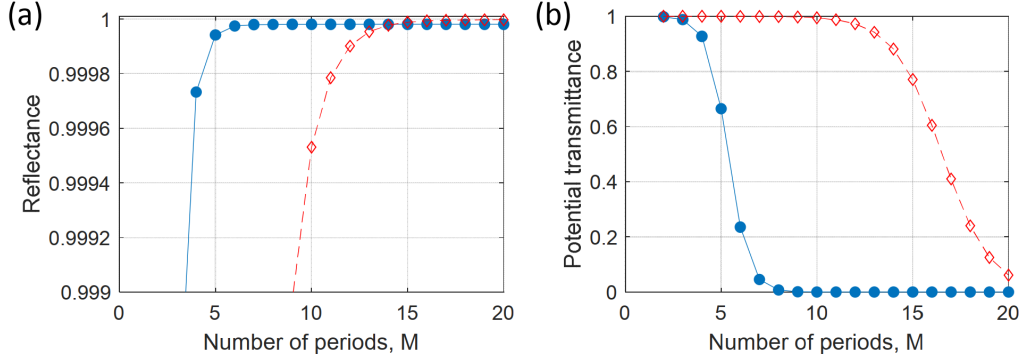 (a)
Reflectance
1
0.9998
0.9996
0.9994
0.9992
0.999
0 5 10 15 20
Number of periods, M
(b)
Potential transmittance
1
0.8
0.6
0.4
0.2
0
0 5 10 15 20
Number of periods, M